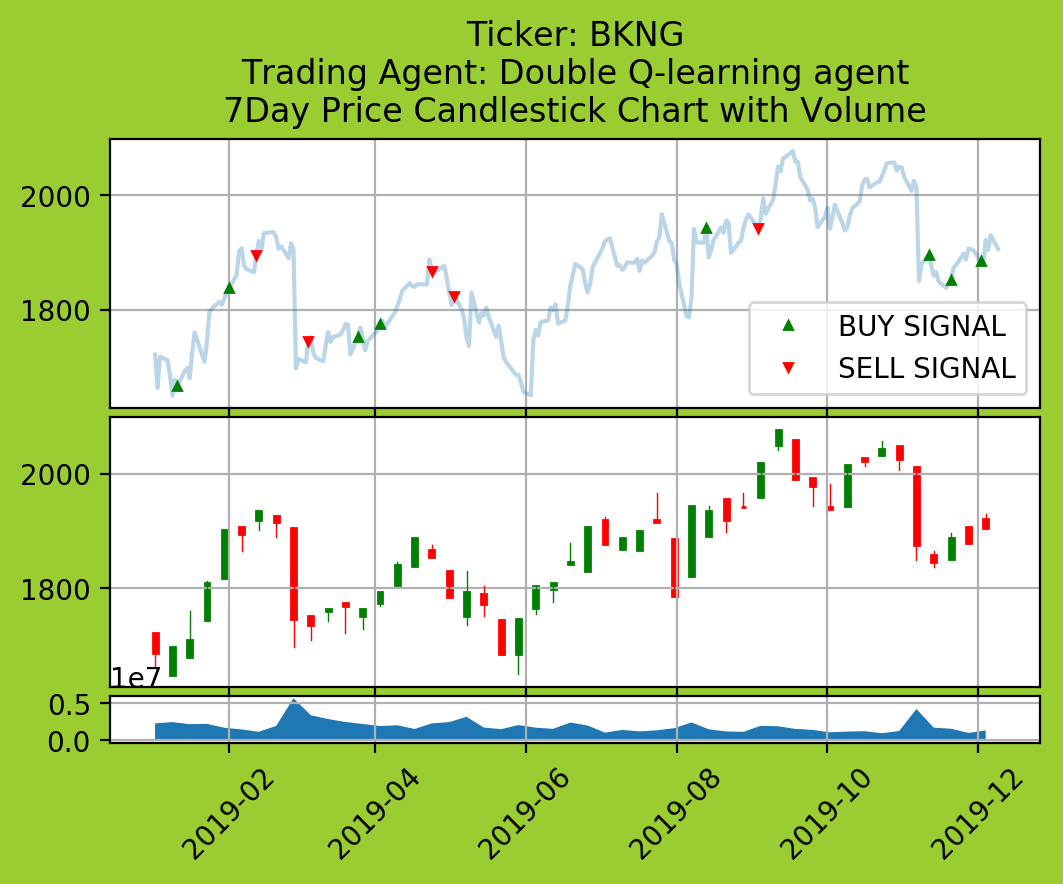 Ticker: BKNG
Trading Agent: Double Q-learning agent
7Day Price Candlestick Chart with Volume
2000
1800
BUY SIGNAL
SELL SIGNAL
2000
1800
1e7
0.5
0.0
2019-02
2019-04
2019-06
2019-08
2019-10
2019-12